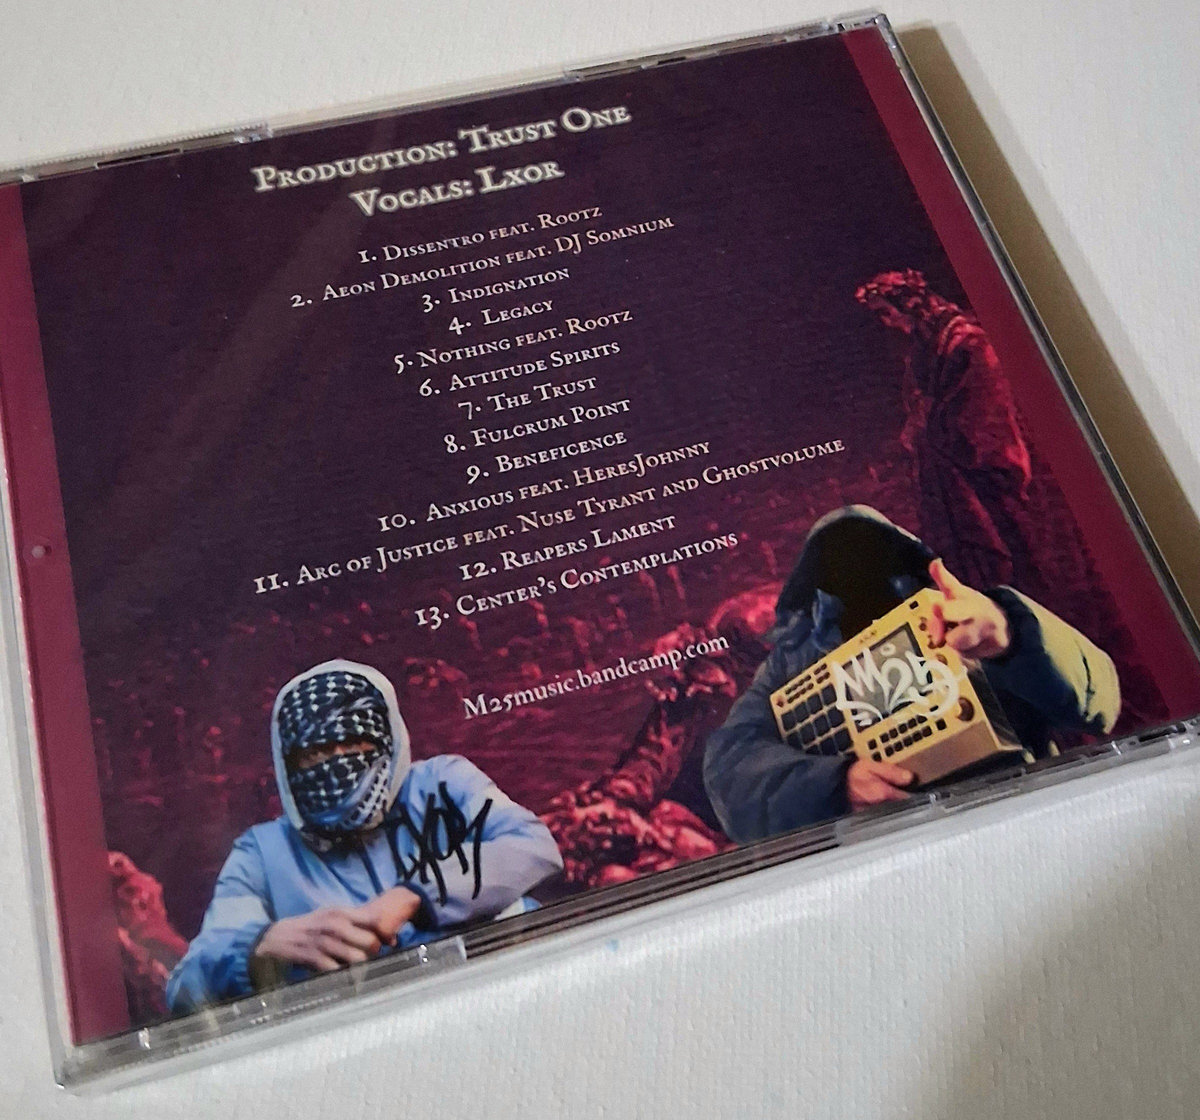 Production: Trust One
Vocals: Lxor
1. Dissentro feat. Rootz
2. Aeon Demolition feat. DJ Somnium
3. Indignation
4. Legacy
5. Nothing feat. Rootz
6. Attitude Spirits
7. The Trust
8. Fulcrum Point
9. Beneficence
10. Anxious feat. HeresJohnny
11. Arc of Justice feat. Nuse Tyrant and Ghostvolume
12. Reapers Lament
13. Center's Contemplations
M25music.bandcamp.com
M25
LXOR